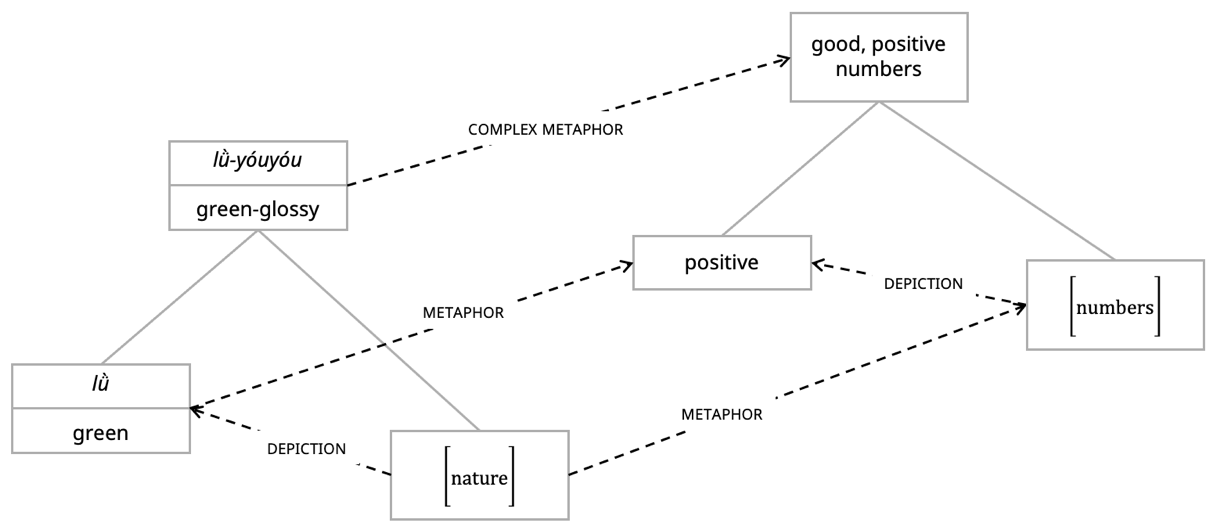 good, positive
numbers
COMPLEX METAPHOR
lǜ-yóuyóu
green-glossy
positive
DEPICTION
[numbers]
METAPHOR
lǜ
green
METAPHOR
DEPICTION
[nature]